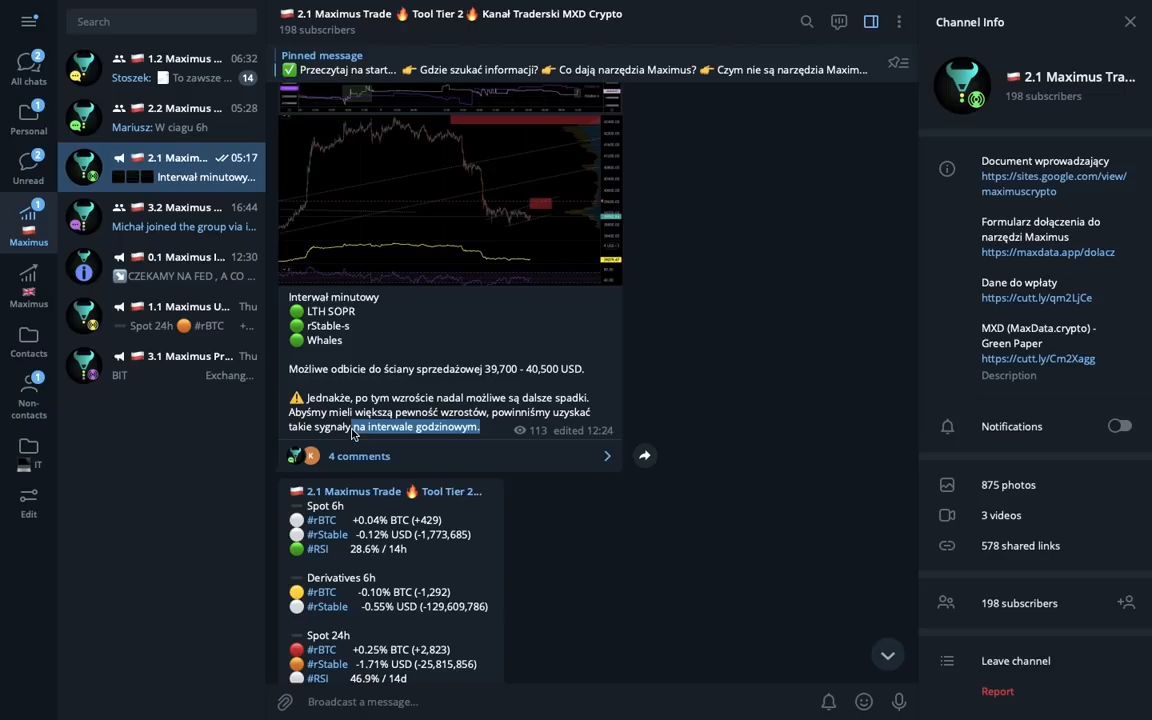 Search
All chats
2
Personal
1
Unread
2
Maximus
1
Maximus
Contacts
Non-contacts
1
IT
Edit
1.2 Maximus ... 06:32
Stoszek: To zawsze ... 14
2.2 Maximus ... 05:28
Mariusz: W ciagu 6h
2.1 Maxim... 05:17
Interwał minutowy...
3.2 Maximus ... 16:44
Michał joined the group via i...
0.1 Maximus I... 12:30
CZEKAMY NA FED , A CO ...
1.1 Maximus U... Thu
➖ Spot 24h 🟠 #rBTC +...
3.1 Maximus Pr... Thu
BIT Exchang...
🇵🇱 2.1 Maximus Trade 🔥 Tool Tier 2🔥 Kanał Traderski MXD Crypto
198 subscribers
Pinned message
✅ Przeczytaj na start... 👉 Gdzie szukać informacji? 👉 Co dają narzędzia Maximus? 👉 Czym nie są narzędzia Maxim...
Interwał minutowy
🟢 LTH SOPR
🟢 rStable-s
🟢 Whales
Możliwe odbicie do ściany sprzedażowej 39,700 - 40,500 USD.
⚠️ Jednakże, po tym wzroście nadal możliwe są dalsze spadki.
Abyśmy mieli większą pewność wzrostów, powinniśmy uzyskać
takie sygnały na interwale godzinowym.
113 edited 12:24
K
4 comments
🇵🇱 2.1 Maximus Trade 🔥 Tool Tier 2...
➖ Spot 6h
⚪ #rBTC +0.04% BTC (+429)
⚪ #rStable -0.12% USD (-1,773,685)
🟢 #RSI 28.6% / 14h
➖ Derivatives 6h
🟡 #rBTC -0.10% BTC (-1,292)
⚪ #rStable -0.55% USD (-129,609,786)
➖ Spot 24h
🔴 #rBTC +0.25% BTC (+2,823)
🟠 #rStable -1.71% USD (-25,815,856)
⚪ #RSI 46.9% / 14d
Broadcast a message...
Channel Info
🇵🇱 2.1 Maximus Tra...
198 subscribers
Document wprowadzający
https://sites.google.com/view/
maximuscrypto
Formularz dołączenia do
narzędzi Maximus
https://maxdata.app/dolacz
Dane do wpłaty
https://cutt.ly/qm2LjCe
MXD (MaxData.crypto) -
Green Paper
https://cutt.ly/Cm2Xagg
Description
Notifications
875 photos
3 videos
578 shared links
198 subscribers
Leave channel
Report